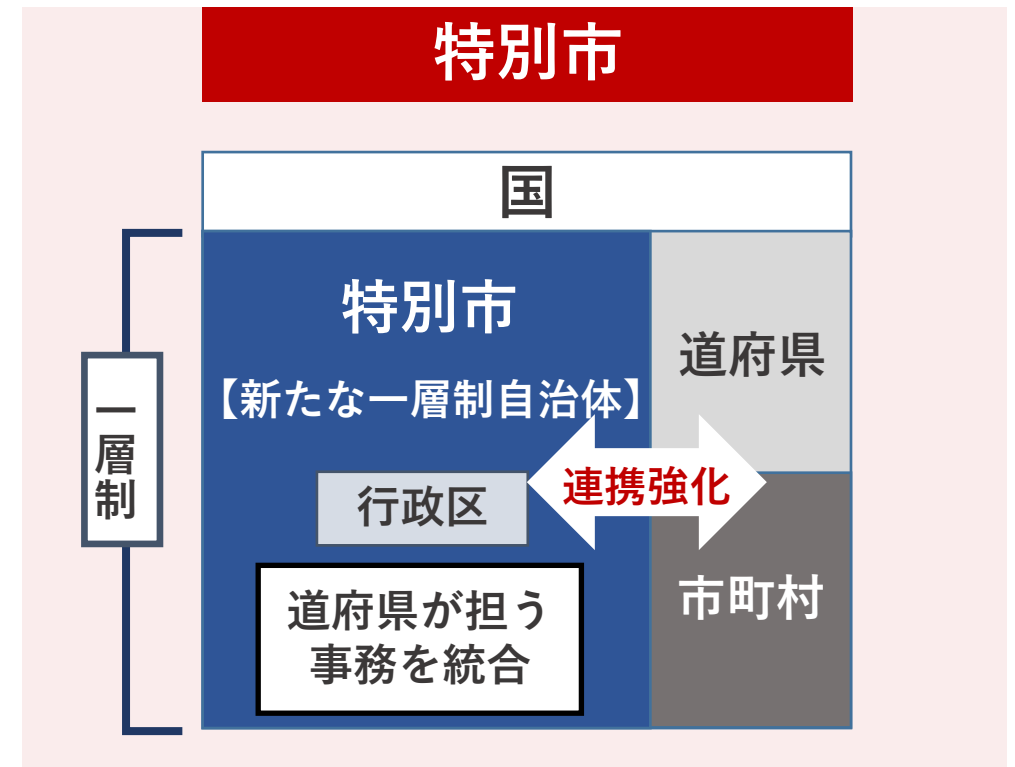 特別市
国
特別市
【新たな一層制自治体】
道府県
一層制
連携強化
行政区
市町村
道府県が担う
事務を統合